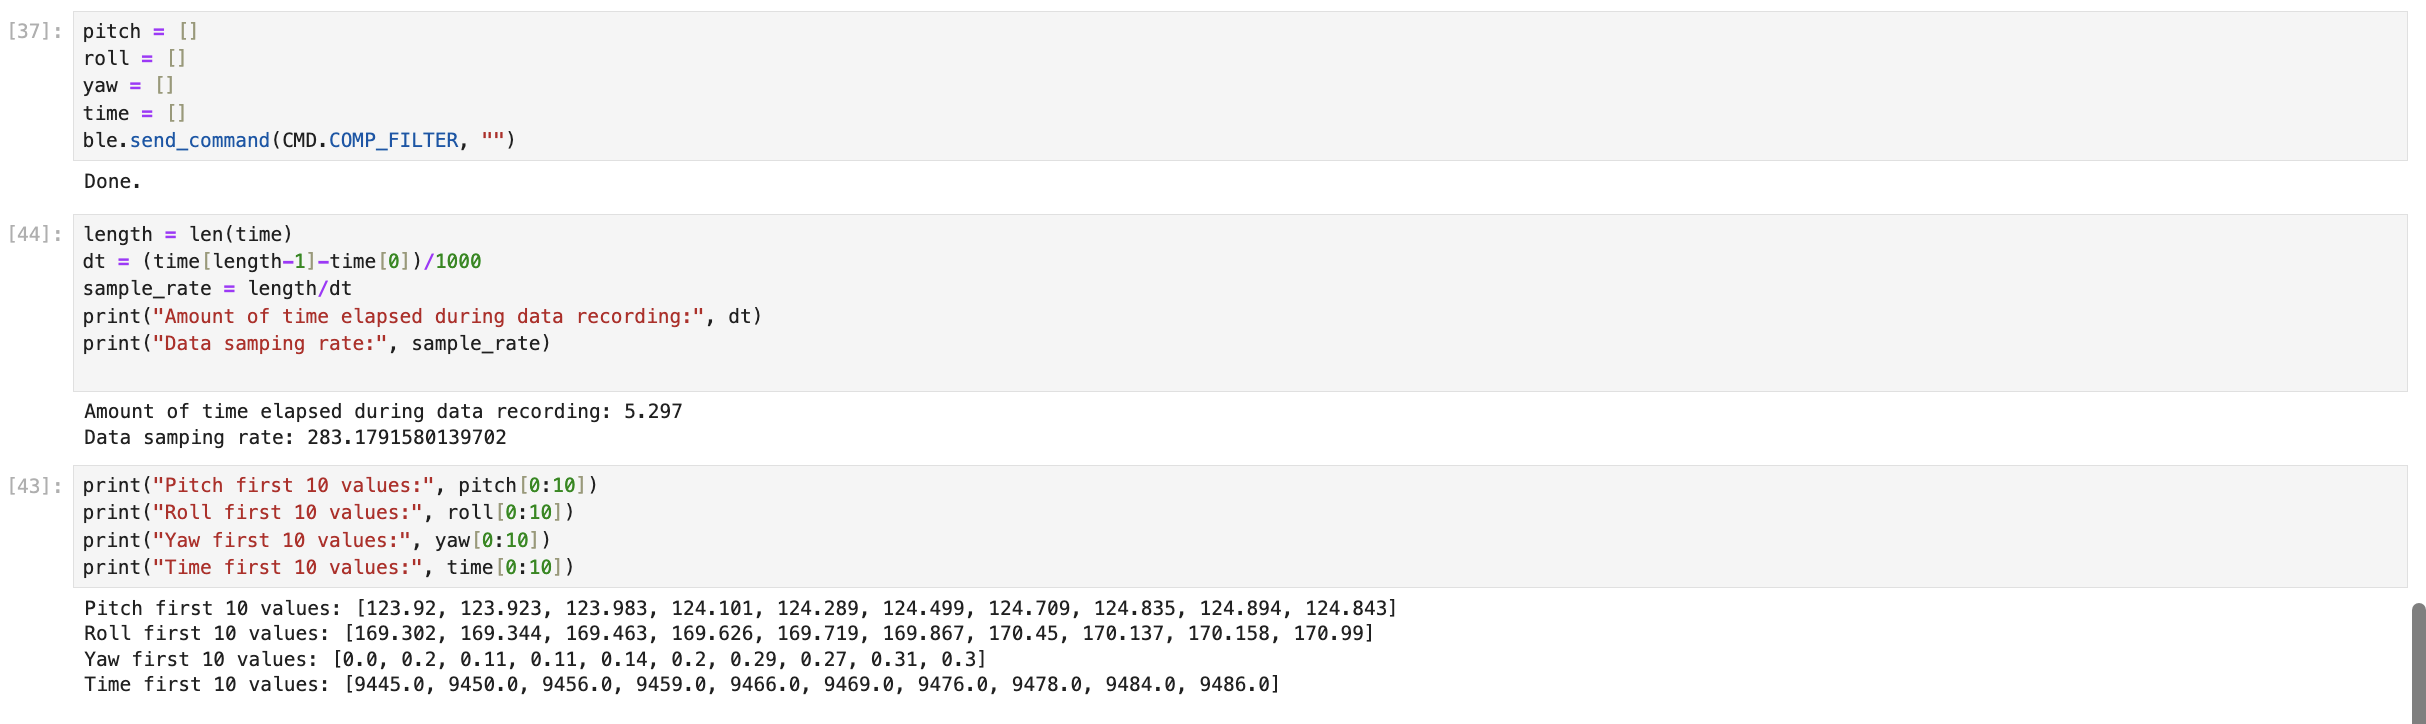 [37]:
pitch = []
roll = []
yaw = []
time = []
ble.send_command(CMD.COMP_FILTER, "")
Done.
[44]:
length = len(time)
dt = (time[length-1]-time[0])/1000
sample_rate = length/dt
print("Amount of time elapsed during data recording:", dt)
print("Data samping rate:", sample_rate)
Amount of time elapsed during data recording: 5.297
Data samping rate: 283.1791580139702
[43]:
print("Pitch first 10 values:", pitch[0:10])
print("Roll first 10 values:", roll[0:10])
print("Yaw first 10 values:", yaw[0:10])
print("Time first 10 values:", time[0:10])
Pitch first 10 values: [123.92, 123.923, 123.983, 124.101, 124.289, 124.499, 124.709, 124.835, 124.894, 124.843]
Roll first 10 values: [169.302, 169.344, 169.463, 169.626, 169.719, 169.867, 170.45, 170.137, 170.158, 170.99]
Yaw first 10 values: [0.0, 0.2, 0.11, 0.11, 0.14, 0.2, 0.29, 0.27, 0.31, 0.3]
Time first 10 values: [9445.0, 9450.0, 9456.0, 9459.0, 9466.0, 9469.0, 9476.0, 9478.0, 9484.0, 9486.0]